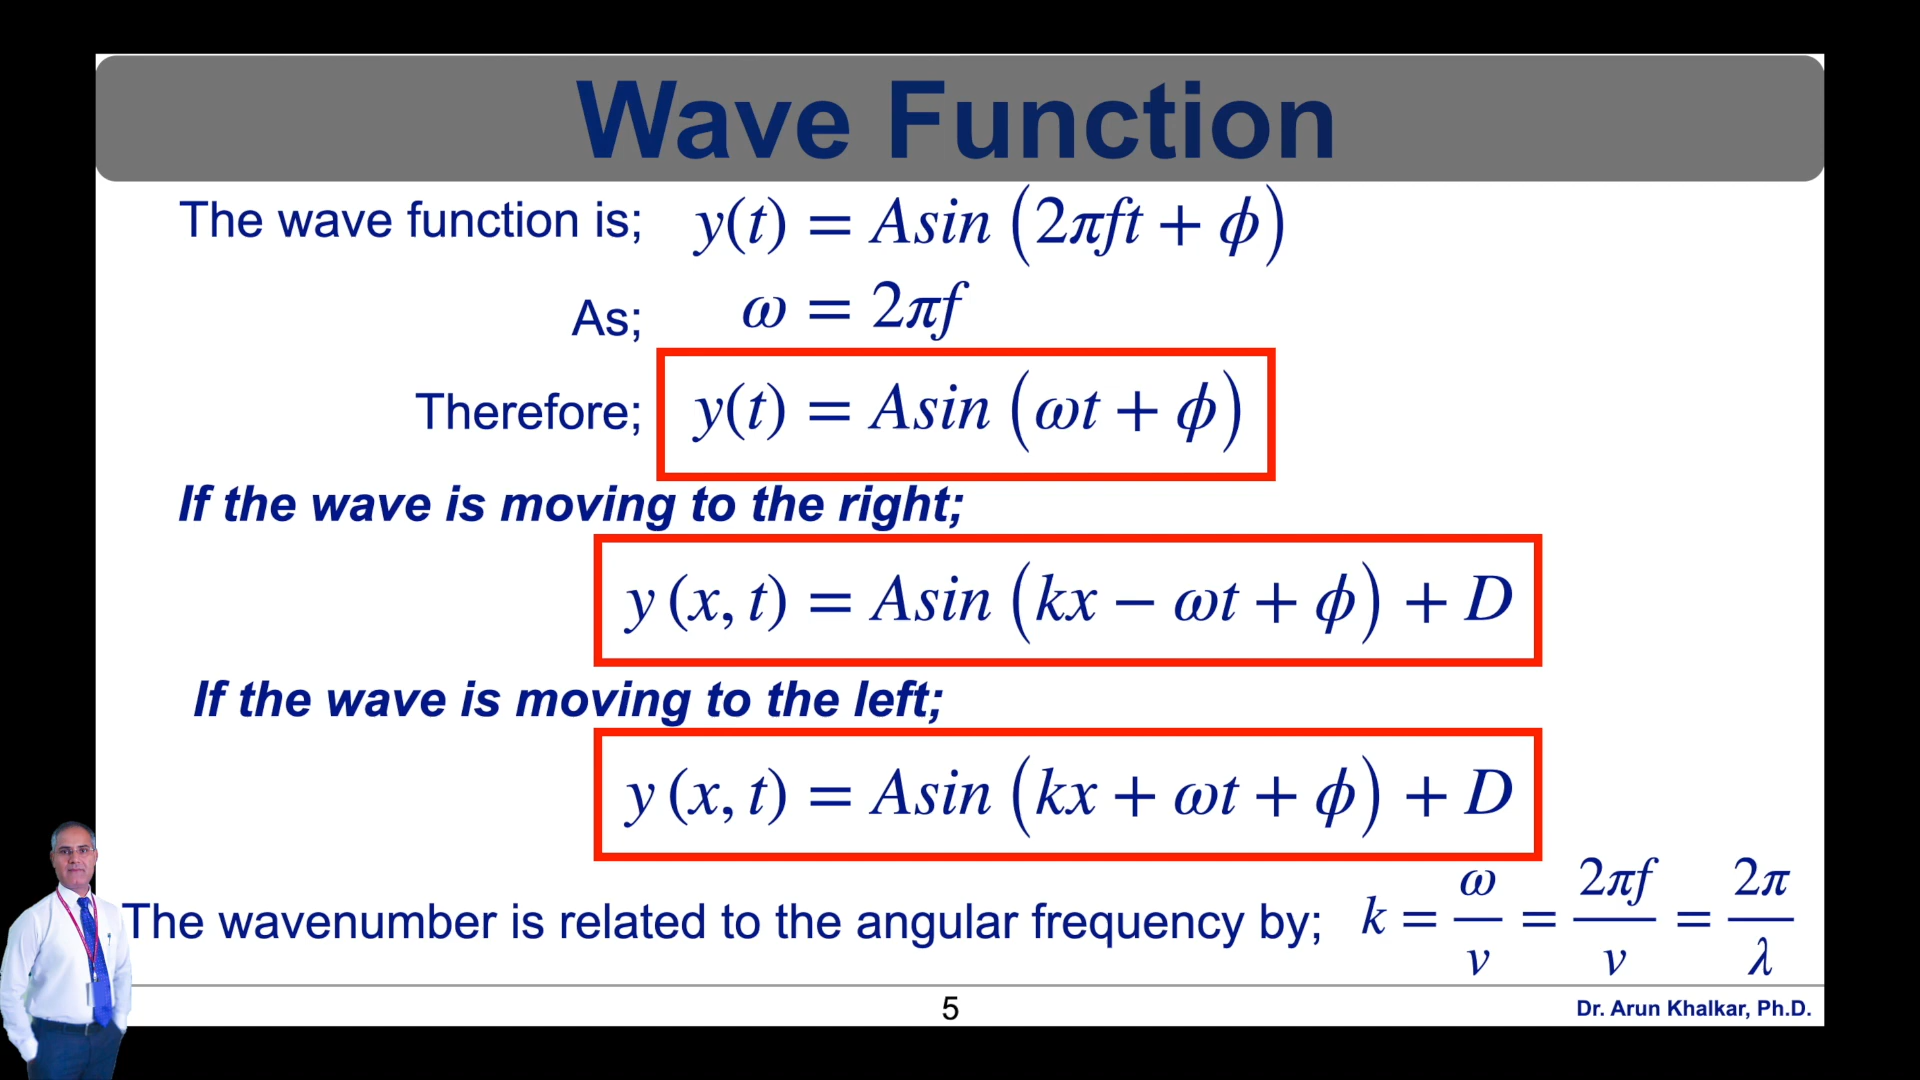 Wave Function
The wave function is; y(t) = Asin (2πft + ϕ)
As; ω = 2πf
Therefore; y(t) = Asin (ωt + ϕ)
If the wave is moving to the right;
y (x, t) = Asin (kx − ωt + ϕ) + D
If the wave is moving to the left;
y (x, t) = Asin (kx + ωt + ϕ) + D
The wavenumber is related to the angular frequency by; k = ω/v = 2πf/v = 2π/λ
5
Dr. Arun Khalkar, Ph.D.